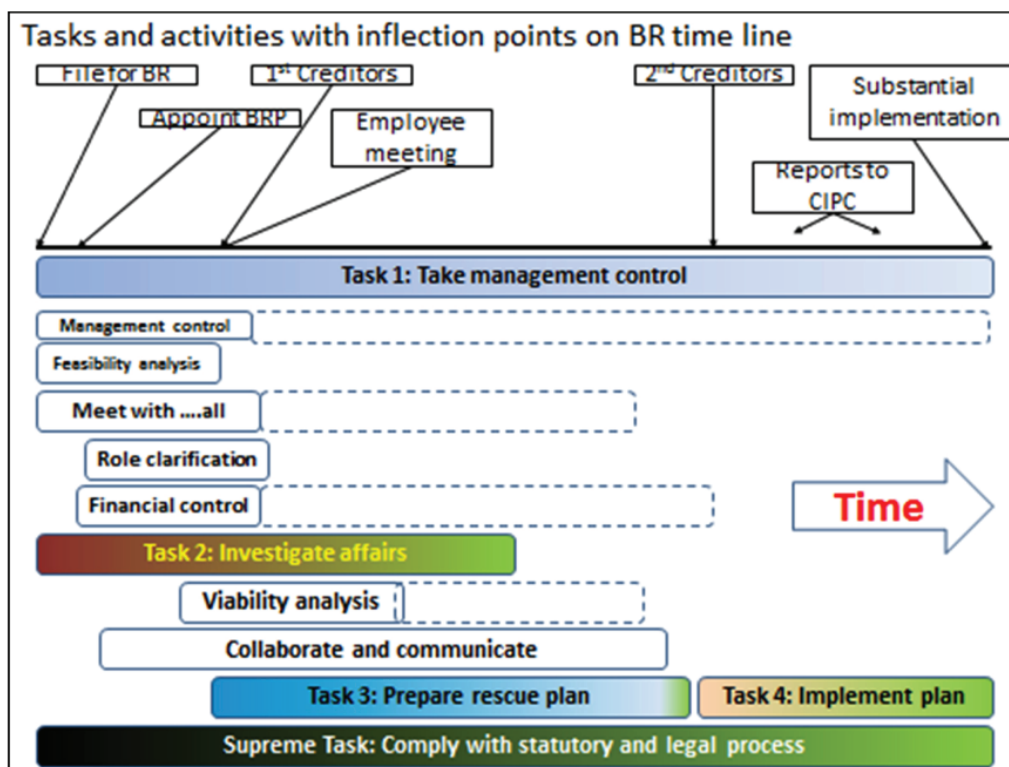 Tasks and activities with inflection points on BR time line
File for BR
1st Creditors
2nd Creditors
Substantial
implementation
Appoint BRP
Employee
meeting
Reports to
CIPC
Task 1: Take management control
Management control
Feasibility analysis
Meet with ....all
Role clarification
Financial control
Time
Task 2: Investigate affairs
Viability analysis
Collaborate and communicate
Task 3: Prepare rescue plan
Task 4: Implement plan
Supreme Task: Comply with statutory and legal process